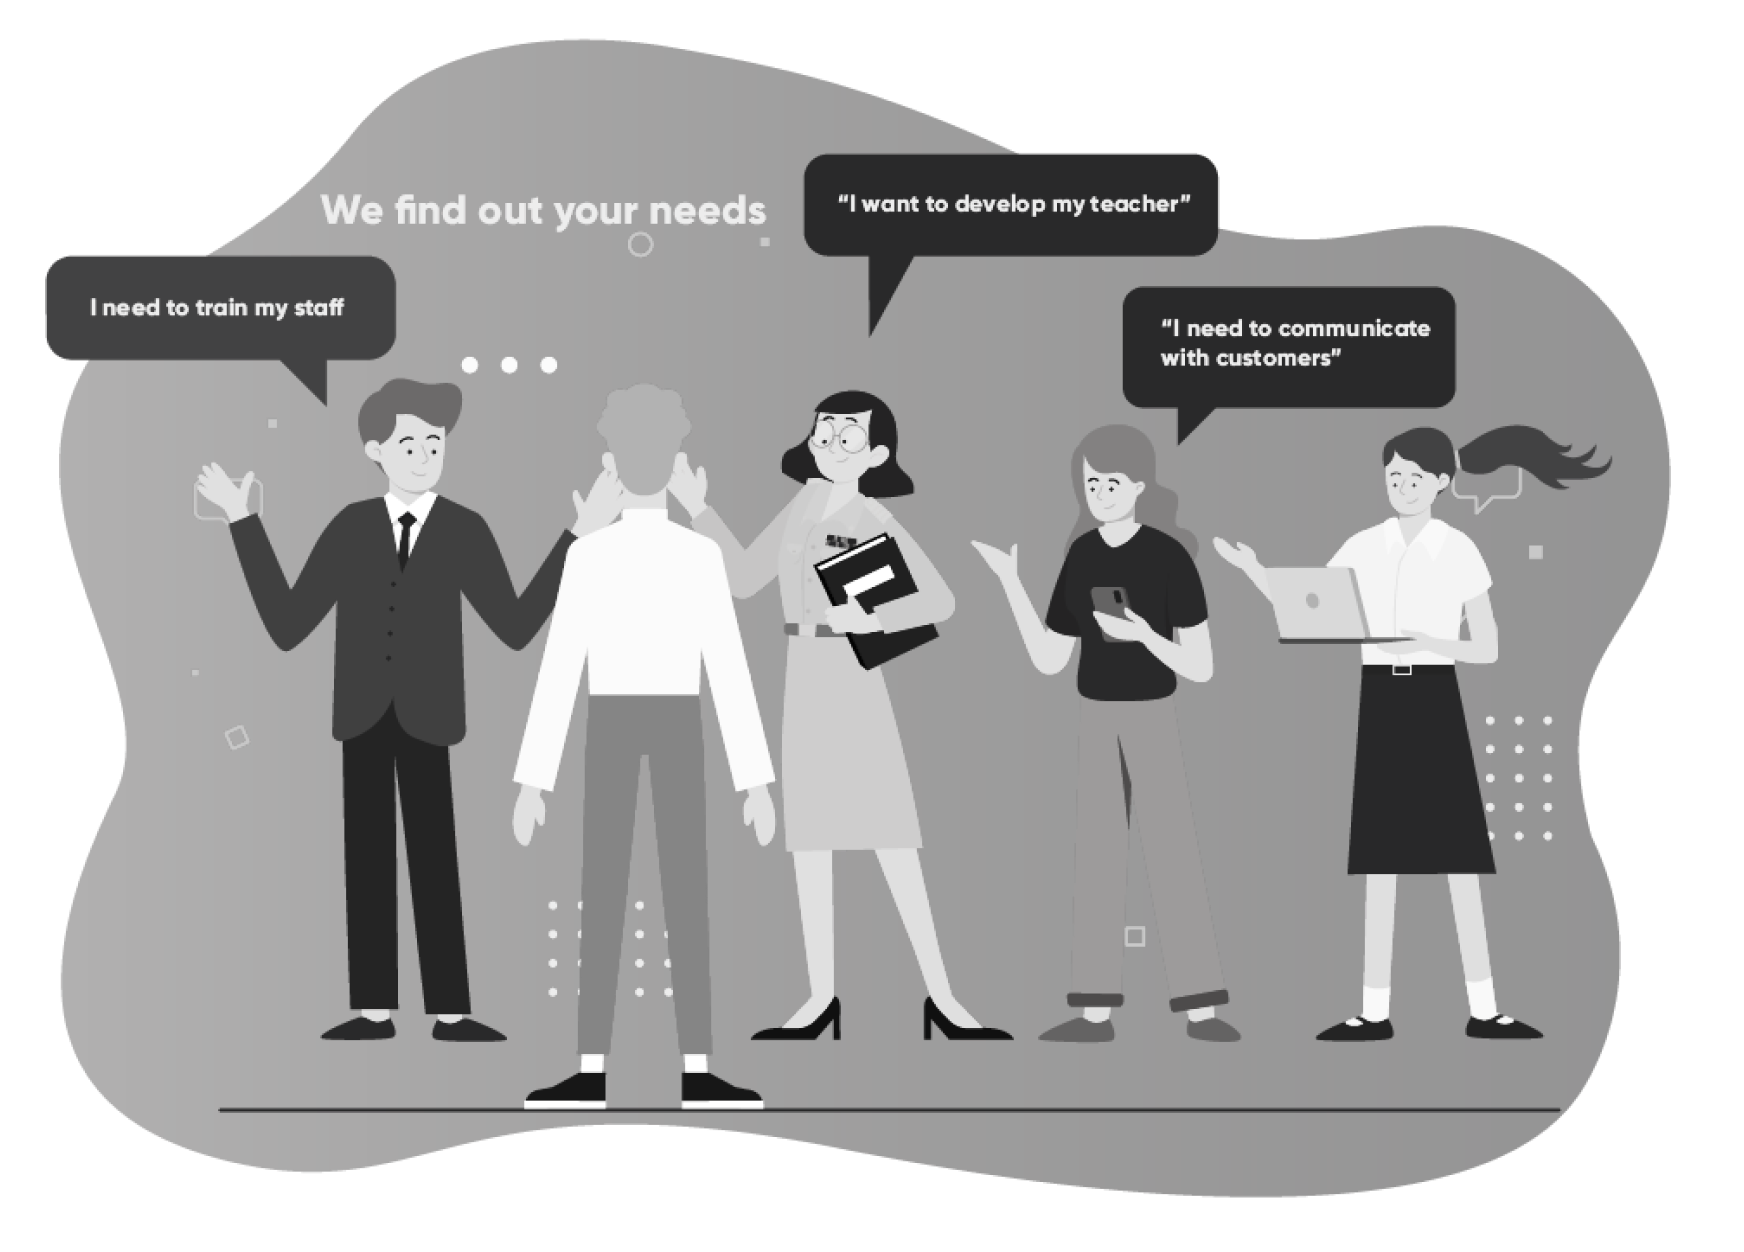 We find out your needs
“I want to develop my teacher”
I need to train my staff
“I need to communicate
with customers”